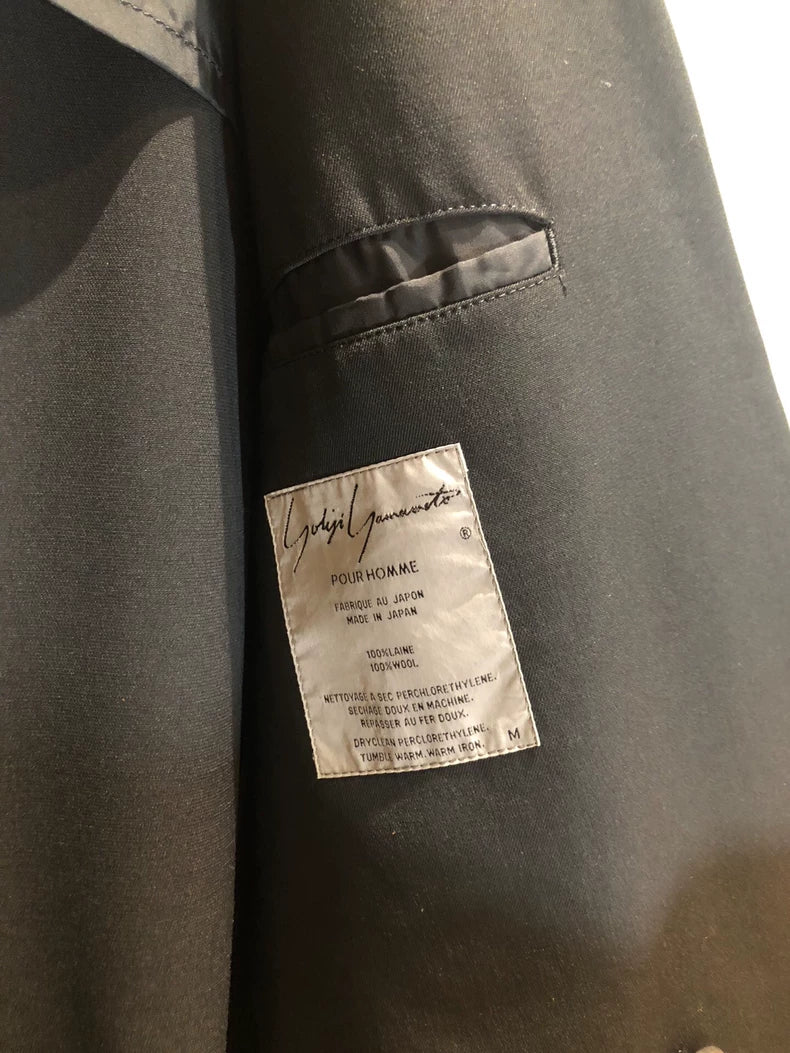 Yohji Yamamoto
®
POUR HOMME
FABRIQUE AU JAPON
MADE IN JAPAN
100%LAINE
100%WOOL
NETTOYAGE A SEC PERCHLORETHYLENE.
SECHAGE DOUX EN MACHINE.
REPASSER AU FER DOUX.
DRYCLEAN PERCLORETHYLENE.
TUMBLE WARM. WARM IRON.
M